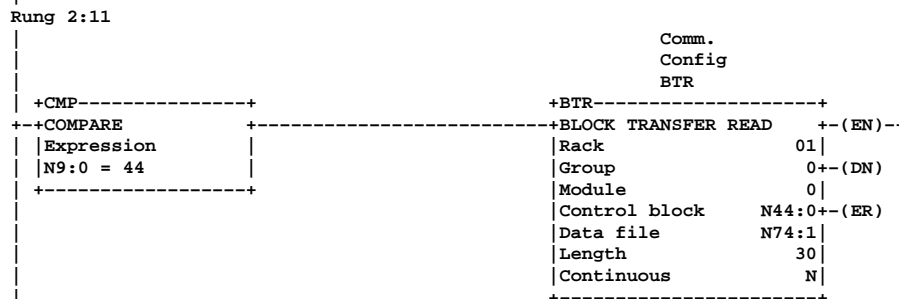 Rung 2:11
Comm.
Config
BTR
+CMP---------------+ +BTR--------------------+
+-+COMPARE +--------------------------+BLOCK TRANSFER READ +-(EN)-
|Expression | |Rack 01|
|N9:0 = 44 | |Group 0+-(DN)
+------------------+ |Module 0|
|Control block N44:0+-(ER)
|Data file N74:1|
|Length 30|
|Continuous N|
+-----------------------+